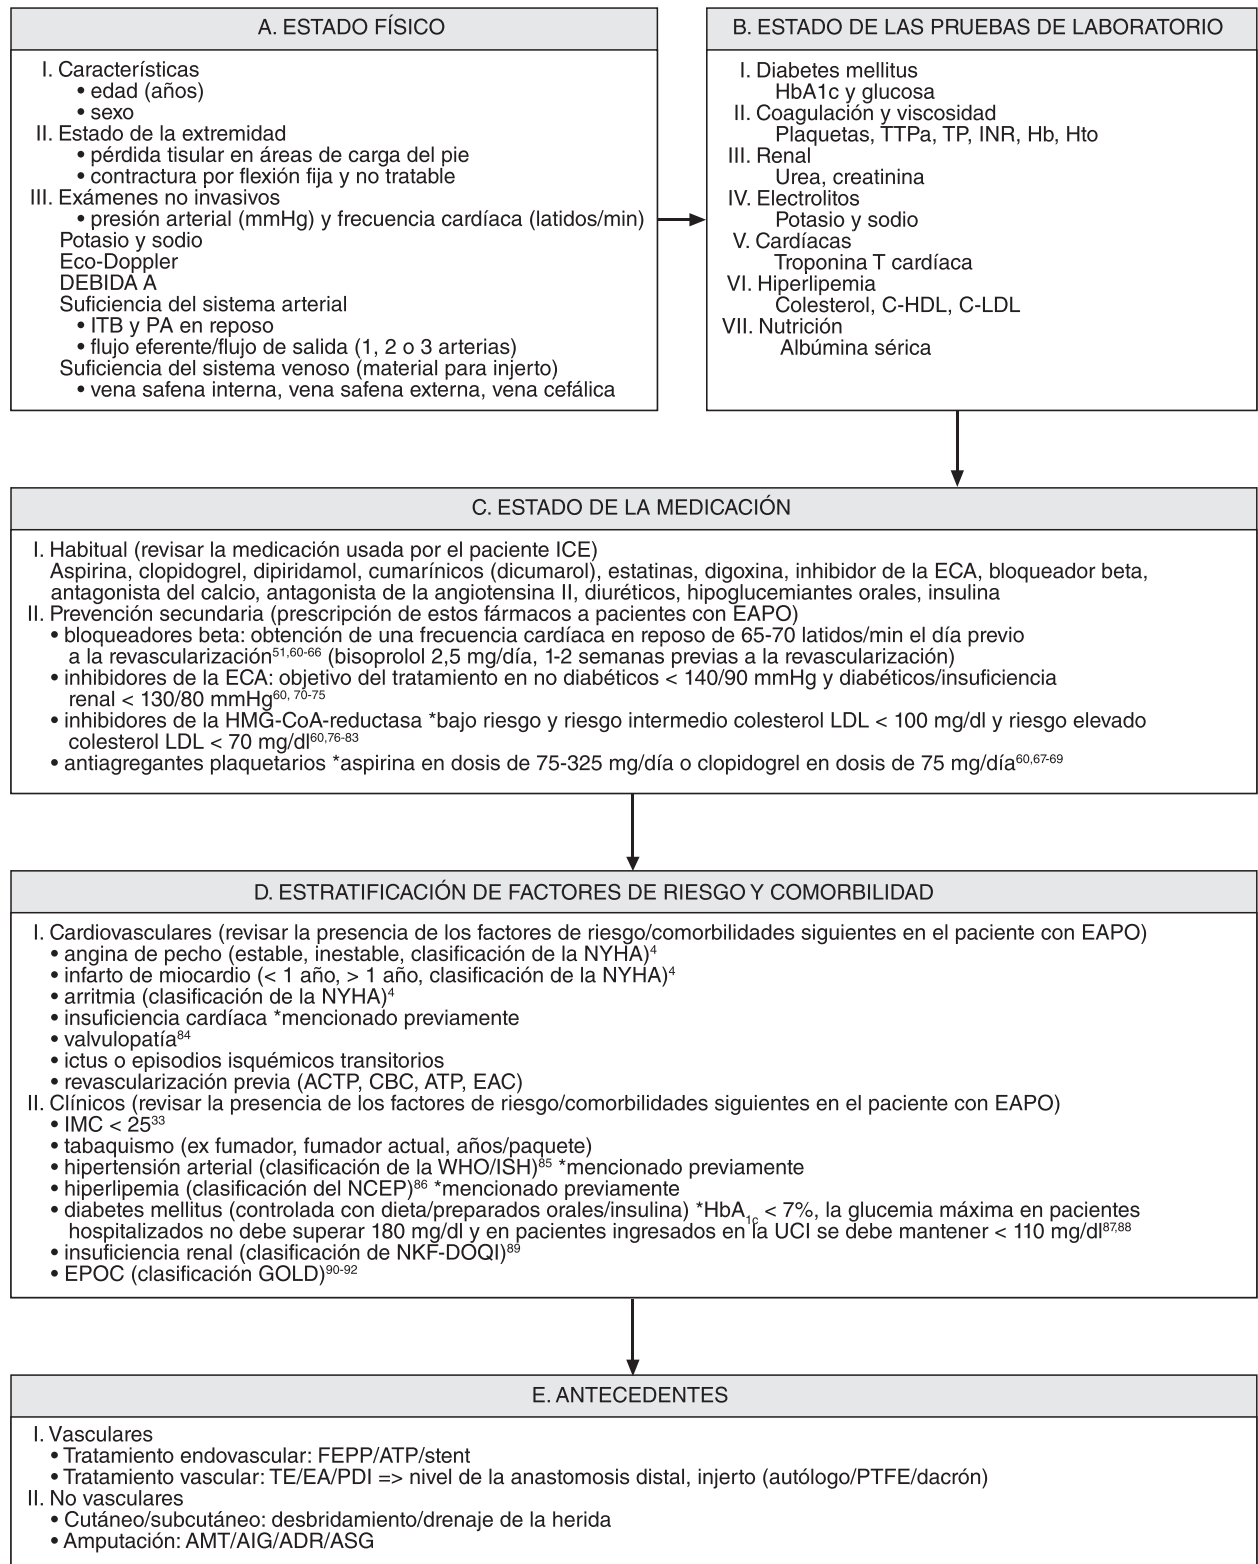 A. ESTADO FÍSICO
I. Características
• edad (años)
• sexo
II. Estado de la extremidad
• pérdida tisular en áreas de carga del pie
• contractura por flexión fija y no tratable
III. Exámenes no invasivos
• presión arterial (mmHg) y frecuencia cardíaca (latidos/min)
Potasio y sodio
Eco-Doppler
DEBIDA A
Suficiencia del sistema arterial
• ITB y PA en reposo
• flujo eferente/flujo de salida (1, 2 o 3 arterias)
Suficiencia del sistema venoso (material para injerto)
• vena safena interna, vena safena externa, vena cefálica
B. ESTADO DE LAS PRUEBAS DE LABORATORIO
I. Diabetes mellitus
HbA1c y glucosa
II. Coagulación y viscosidad
Plaquetas, TTPa, TP, INR, Hb, Hto
III. Renal
Urea, creatinina
IV. Electrolitos
Potasio y sodio
V. Cardíacas
Troponina T cardíaca
VI. Hiperlipemia
Colesterol, C-HDL, C-LDL
VII. Nutrición
Albúmina sérica
C. ESTADO DE LA MEDICACIÓN
I. Habitual (revisar la medicación usada por el paciente ICE)
Aspirina, clopidogrel, dipiridamol, cumarínicos (dicumarol), estatinas, digoxina, inhibidor de la ECA, bloqueador beta,
antagonista del calcio, antagonista de la angiotensina II, diuréticos, hipoglucemiantes orales, insulina
II. Prevención secundaria (prescripción de estos fármacos a pacientes con EAPO)
• bloqueadores beta: obtención de una frecuencia cardíaca en reposo de 65-70 latidos/min el día previo
a la revascularización51,60-66 (bisoprolol 2,5 mg/día, 1-2 semanas previas a la revascularización)
• inhibidores de la ECA: objetivo del tratamiento en no diabéticos < 140/90 mmHg y diabéticos/insuficiencia
renal < 130/80 mmHg60, 70-75
• inhibidores de la HMG-CoA-reductasa *bajo riesgo y riesgo intermedio colesterol LDL < 100 mg/dl y riesgo elevado
colesterol LDL < 70 mg/dl60,76-83
• antiagregantes plaquetarios *aspirina en dosis de 75-325 mg/día o clopidogrel en dosis de 75 mg/día60,67-69
D. ESTRATIFICACIÓN DE FACTORES DE RIESGO Y COMORBILIDAD
I. Cardiovasculares (revisar la presencia de los factores de riesgo/comorbilidades siguientes en el paciente con EAPO)
• angina de pecho (estable, inestable, clasificación de la NYHA)4
• infarto de miocardio (< 1 año, > 1 año, clasificación de la NYHA)4
• arritmia (clasificación de la NYHA)4
• insuficiencia cardíaca *mencionado previamente
• valvulopatía84
• ictus o episodios isquémicos transitorios
• revascularización previa (ACTP, CBC, ATP, EAC)
II. Clínicos (revisar la presencia de los factores de riesgo/comorbilidades siguientes en el paciente con EAPO)
• IMC < 2533
• tabaquismo (ex fumador, fumador actual, años/paquete)
• hipertensión arterial (clasificación de la WHO/ISH)85 *mencionado previamente
• hiperlipemia (clasificación del NCEP)86 *mencionado previamente
• diabetes mellitus (controlada con dieta/preparados orales/insulina) *HbA1c < 7%, la glucemia máxima en pacientes
hospitalizados no debe superar 180 mg/dl y en pacientes ingresados en la UCI se debe mantener < 110 mg/dl87,88
• insuficiencia renal (clasificación de NKF-DOQI)89
• EPOC (clasificación GOLD)90-92
E. ANTECEDENTES
I. Vasculares
• Tratamiento endovascular: FEPP/ATP/stent
• Tratamiento vascular: TE/EA/PDI => nivel de la anastomosis distal, injerto (autólogo/PTFE/dacrón)
II. No vasculares
• Cutáneo/subcutáneo: desbridamiento/drenaje de la herida
• Amputación: AMT/AIG/ADR/ASG